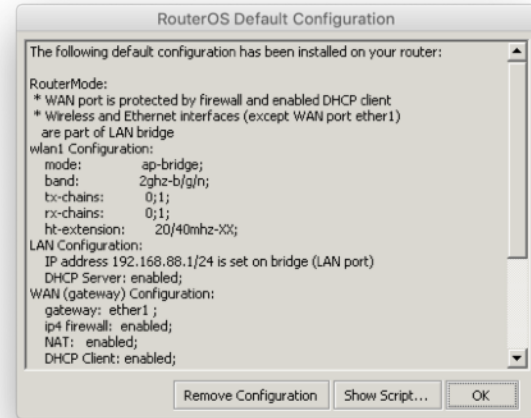 RouterOS Default Configuration
The following default configuration has been installed on your router:
RouterMode:
* WAN port is protected by firewall and enabled DHCP client
* Wireless and Ethernet interfaces (except WAN port ether1)
are part of LAN bridge
wlan1 Configuration:
mode: ap-bridge;
band: 2ghz-b/g/n;
tx-chains: 0;1;
rx-chains: 0;1;
ht-extension: 20/40mhz-XX;
LAN Configuration:
IP address 192.168.88.1/24 is set on bridge (LAN port)
DHCP Server: enabled;
WAN (gateway) Configuration:
gateway: ether1 ;
ip4 firewall: enabled;
NAT: enabled;
DHCP Client: enabled;
Remove Configuration Show Script... OK